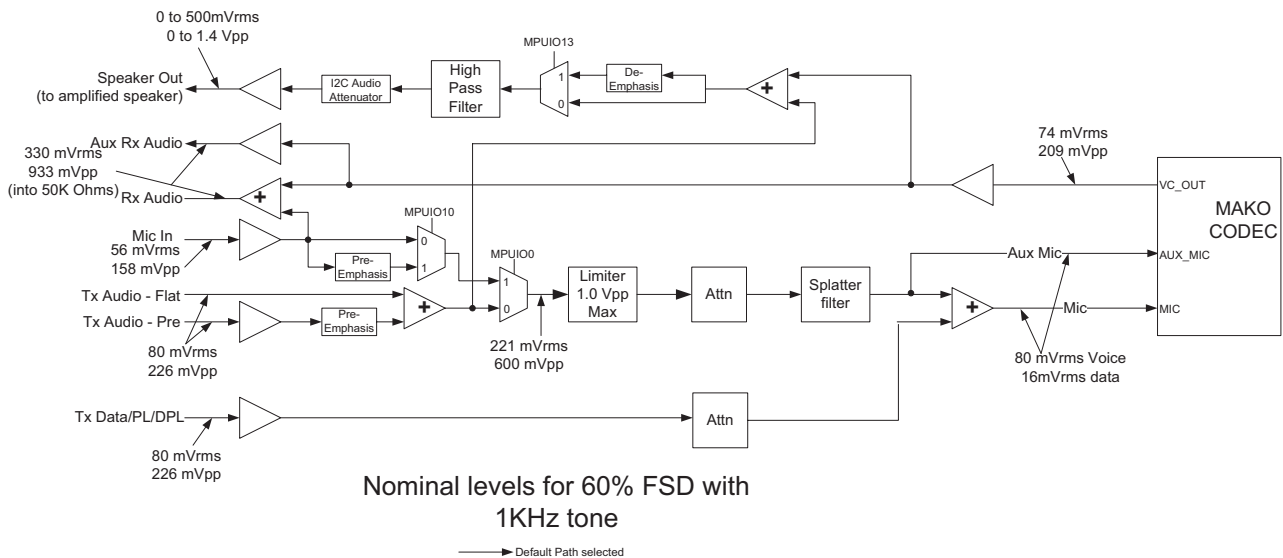 0 to 500mVrms
0 to 1.4 Vpp
MPUIO13
Speaker Out
(to amplified speaker)
I2C Audio
Attenuator
High
Pass
Filter
1
0
De-
Emphasis
+
Aux Rx Audio
330 mVrms
933 mVpp
(into 50K Ohms)
Rx Audio
+
74 mVrms
209 mVpp
VC_OUT
MAKO
CODEC
AUX_MIC
MIC
Mic In
56 mVrms
158 mVpp
MPUIO10
0
1
Pre-
Emphasis
MPUIO0
1
0
Limiter
1.0 Vpp
Max
Attn
Splatter
filter
Aux Mic
+
Mic
Tx Audio - Flat
Tx Audio - Pre
Pre-
Emphasis
+
80 mVrms
226 mVpp
221 mVrms
600 mVpp
80 mVrms Voice
16mVrms data
Tx Data/PL/DPL
Attn
80 mVrms
226 mVpp
Nominal levels for 60% FSD with
1KHz tone
Default Path selected